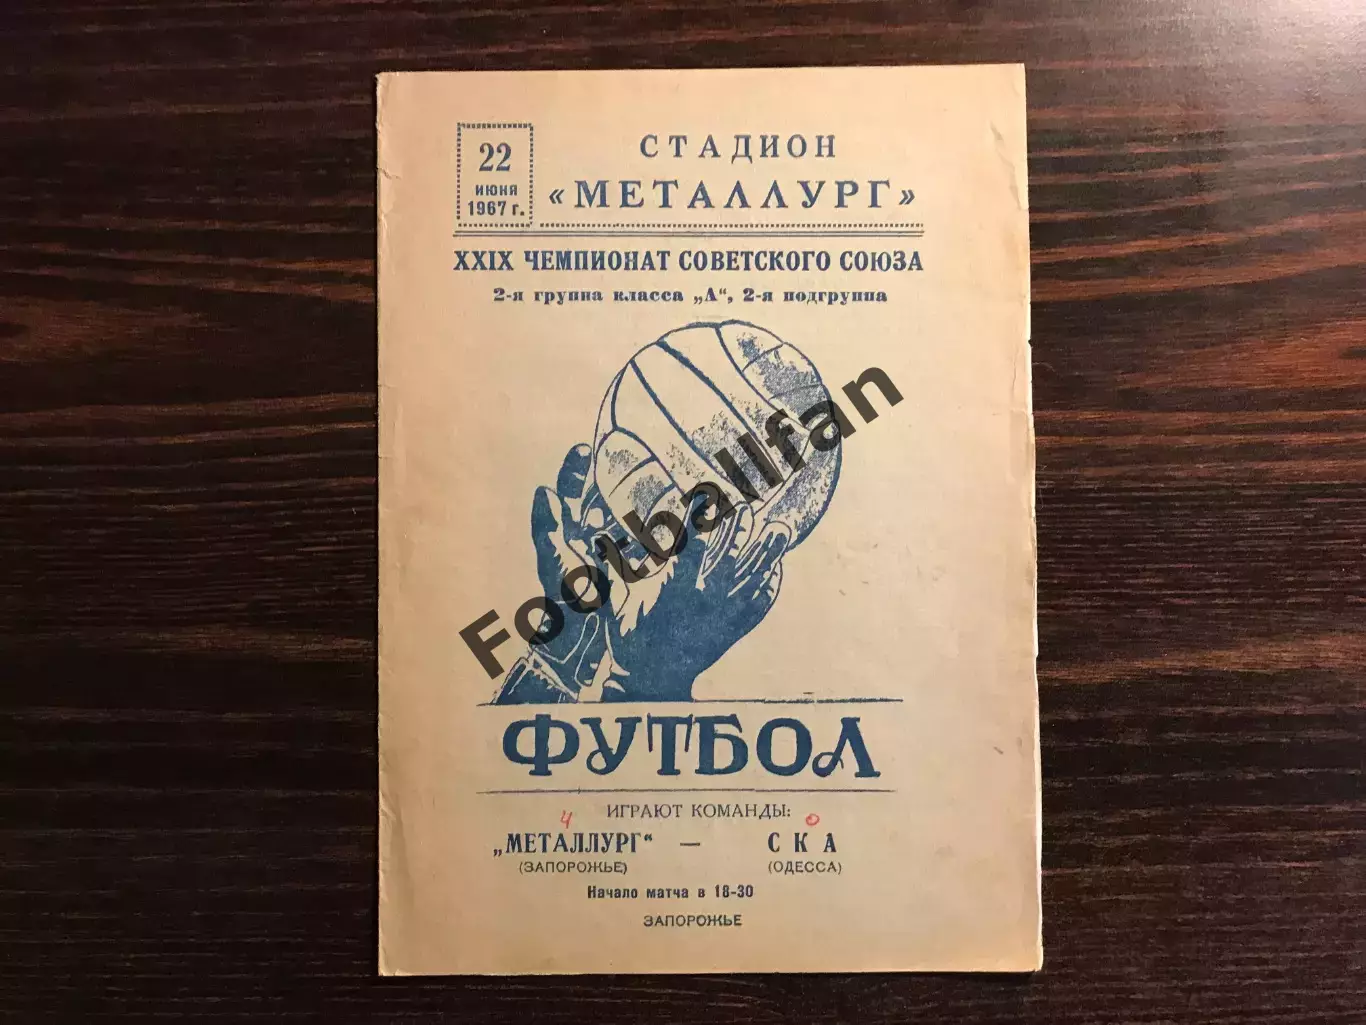 22
ИЮНЯ
1967 г.
СТАДИОН
«МЕТАЛЛУРГ»
XXIX ЧЕМПИОНАТ СОВЕТСКОГО СОЮЗА
2-я группа класса „А“, 2-я подгруппа
Footballfan
ФУТБОЛ
ИГРАЮТ КОМАНДЫ:
4 0
„МЕТАЛЛУРГ“ — СКА
(ЗАПОРОЖЬЕ) (ОДЕССА)
Начало матча в 18-30
ЗАПОРОЖЬЕ